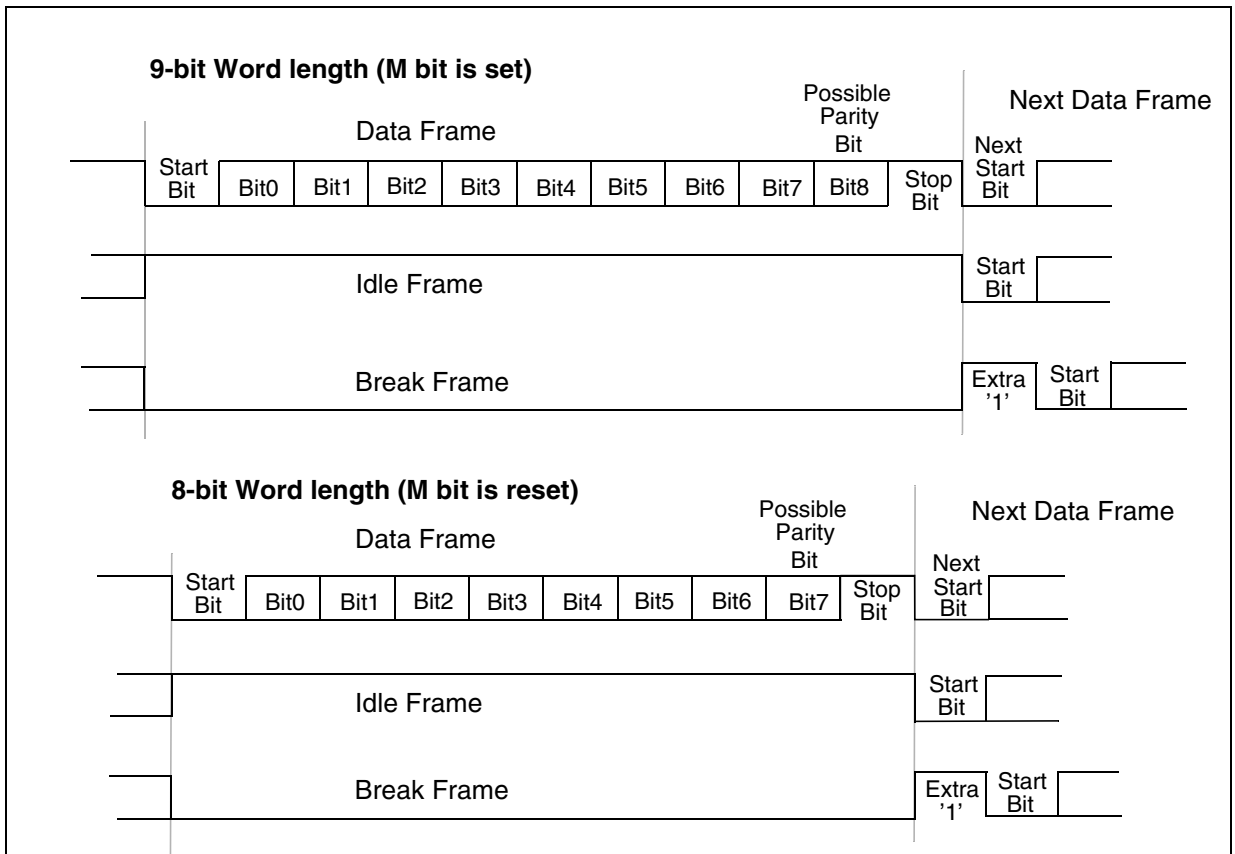 9-bit Word length (M bit is set)
Possible
Parity
Bit
Next Data Frame
Data Frame
Next
Start
Bit
Start
Bit
Bit0
Bit1
Bit2
Bit3
Bit4
Bit5
Bit6
Bit7
Bit8
Stop
Bit
Idle Frame
Start
Bit
Break Frame
Extra
'1'
Start
Bit
8-bit Word length (M bit is reset)
Possible
Parity
Bit
Next Data Frame
Data Frame
Next
Start
Bit
Start
Bit
Bit0
Bit1
Bit2
Bit3
Bit4
Bit5
Bit6
Bit7
Stop
Bit
Idle Frame
Start
Bit
Break Frame
Extra
'1'
Start
Bit